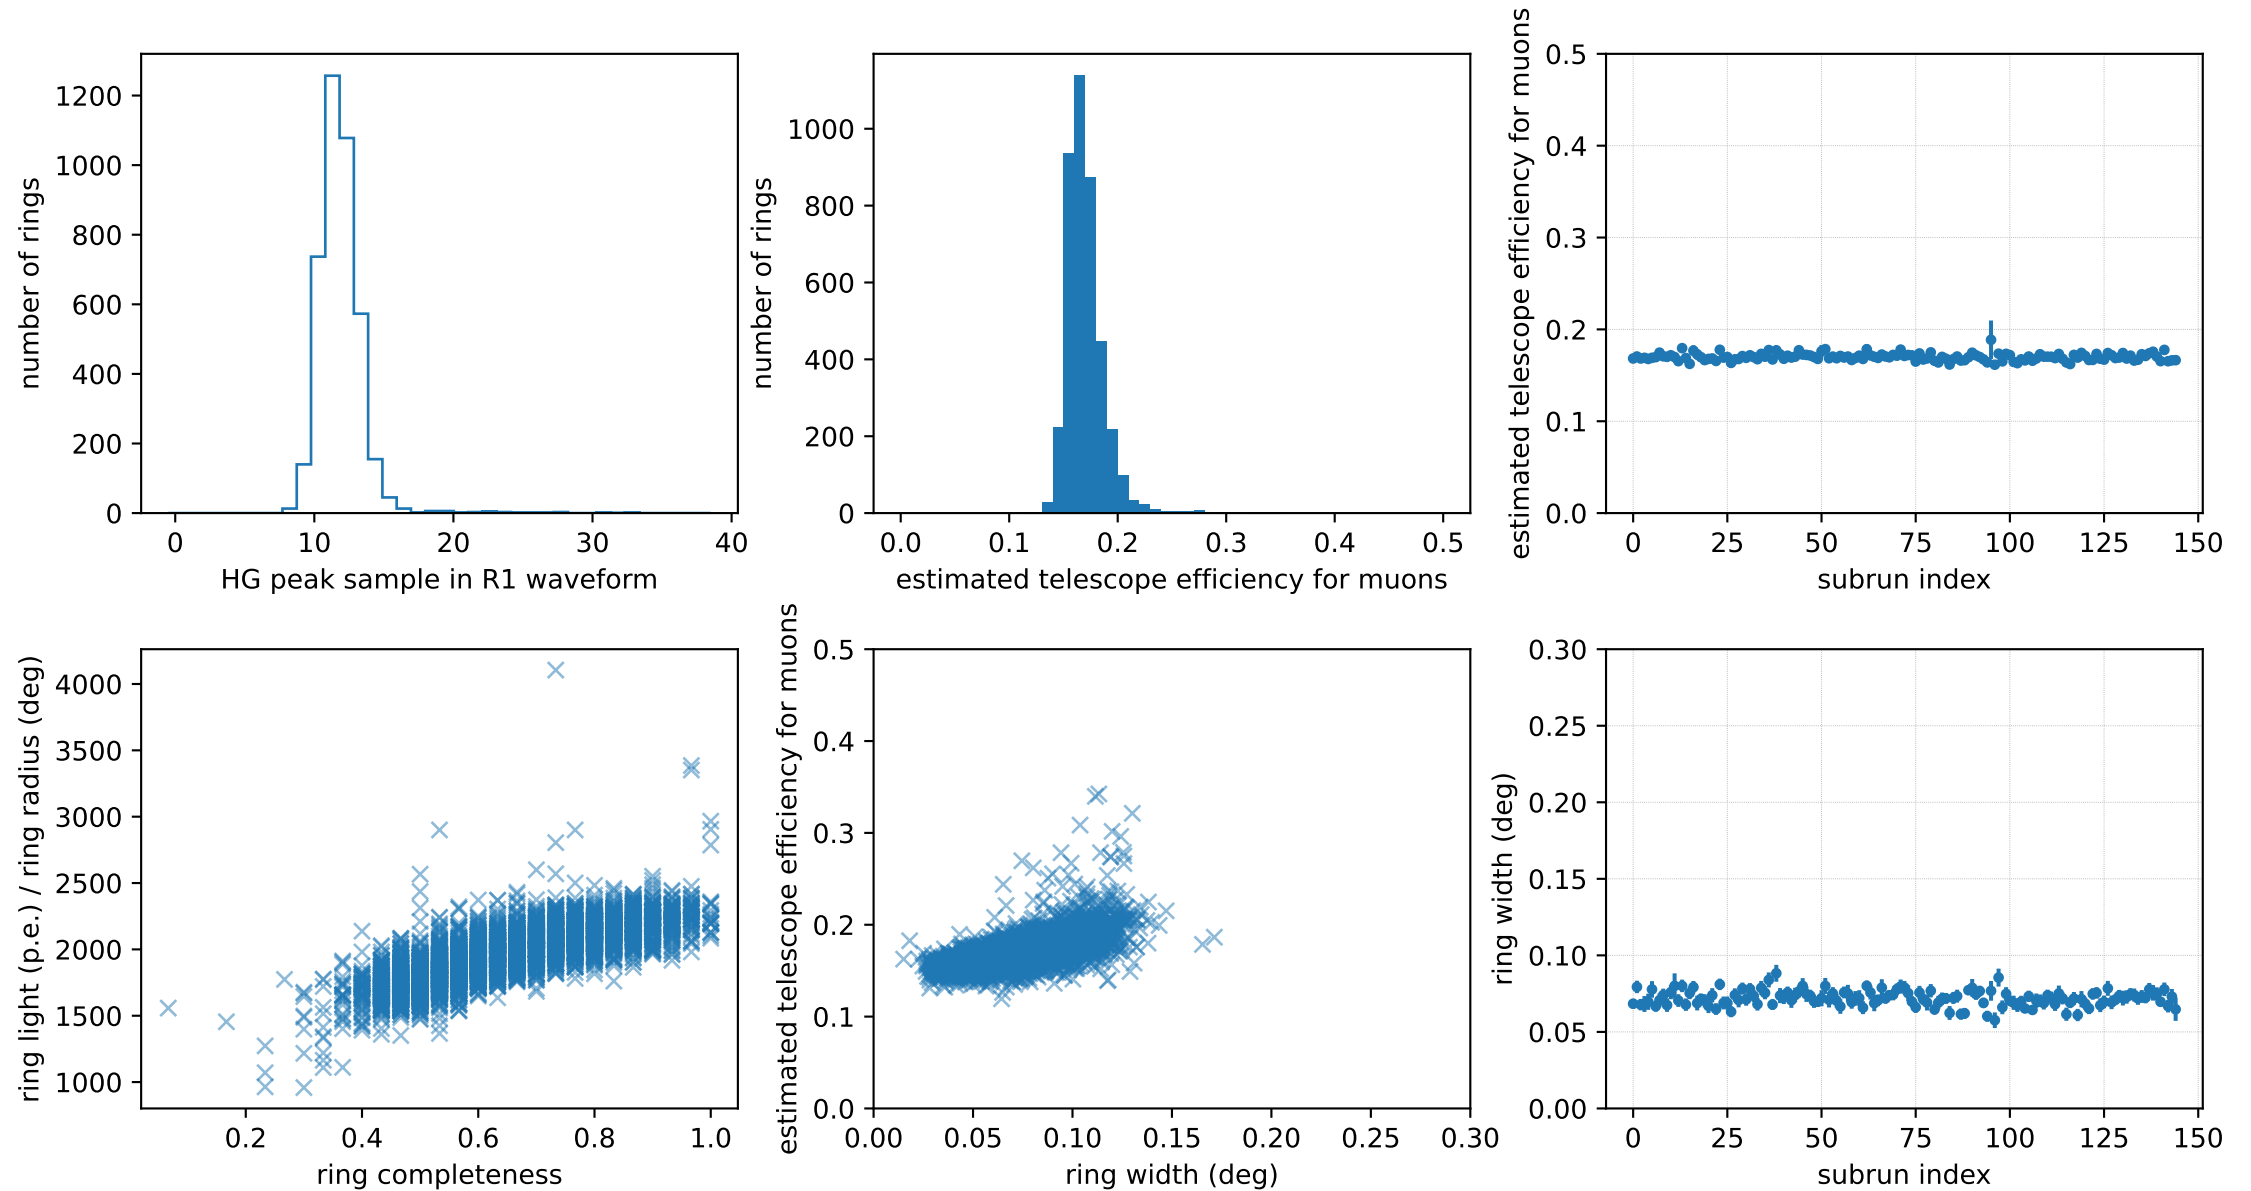 1200
1000
800
600
400
200
0
number of rings
0 10 20 30 40
HG peak sample in R1 waveform
1000
800
600
400
200
0
number of rings
0.0 0.1 0.2 0.3 0.4 0.5
estimated telescope efficiency for muons
0.5
0.4
0.3
0.2
0.1
0.0
estimated telescope efficiency for muons
0 25 50 75 100 125 150
subrun index
4000
3500
3000
2500
2000
1500
1000
ring light (p.e.) / ring radius (deg)
0.2 0.4 0.6 0.8 1.0
ring completeness
0.5
0.4
0.3
0.2
0.1
0.0
estimated telescope efficiency for muons
0.00 0.05 0.10 0.15 0.20 0.25 0.30
ring width (deg)
0.30
0.25
0.20
0.15
0.10
0.05
0.00
ring width (deg)
0 25 50 75 100 125 150
subrun index